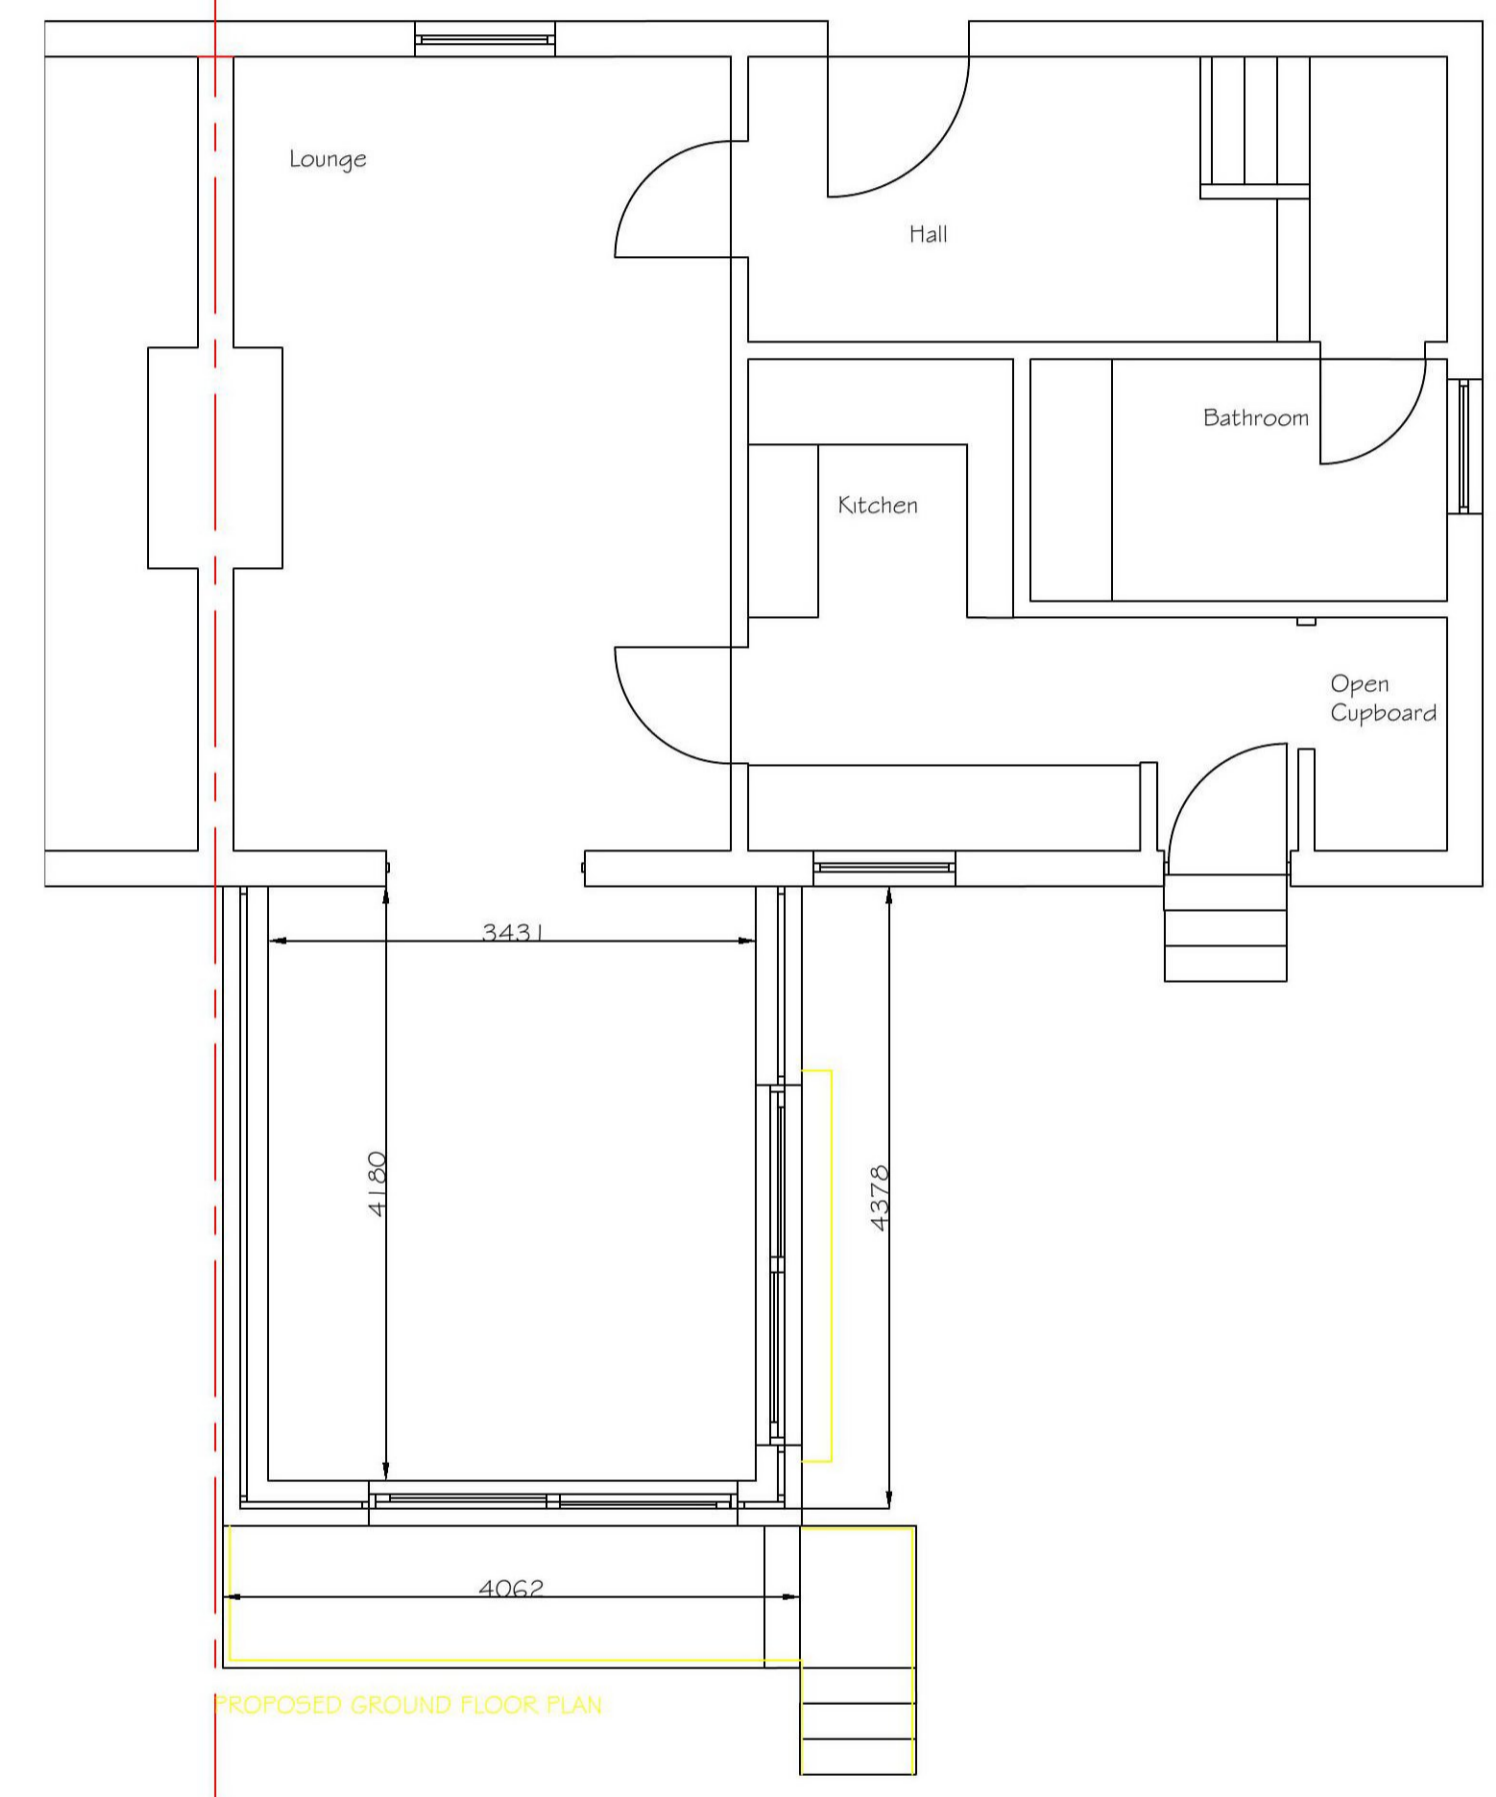 Lounge
Hall
Bathroom
Kitchen
Open
Cupboard
3431
4180
4378
4062
PROPOSED GROUND FLOOR PLAN